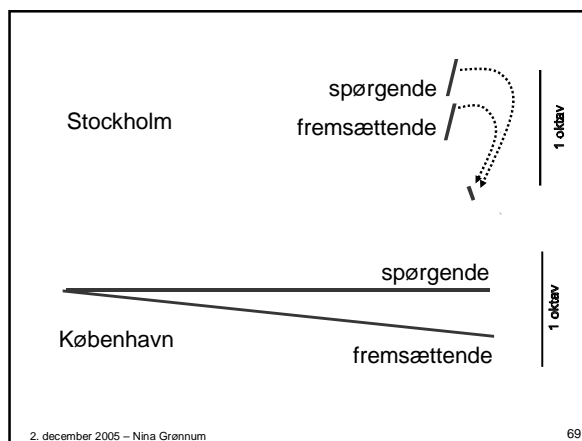 spørgende
Stockholm
fremsættende
1 oktav
spørgende
København
fremsættende
1 oktav
2. december 2005 – Nina Grønnum
69